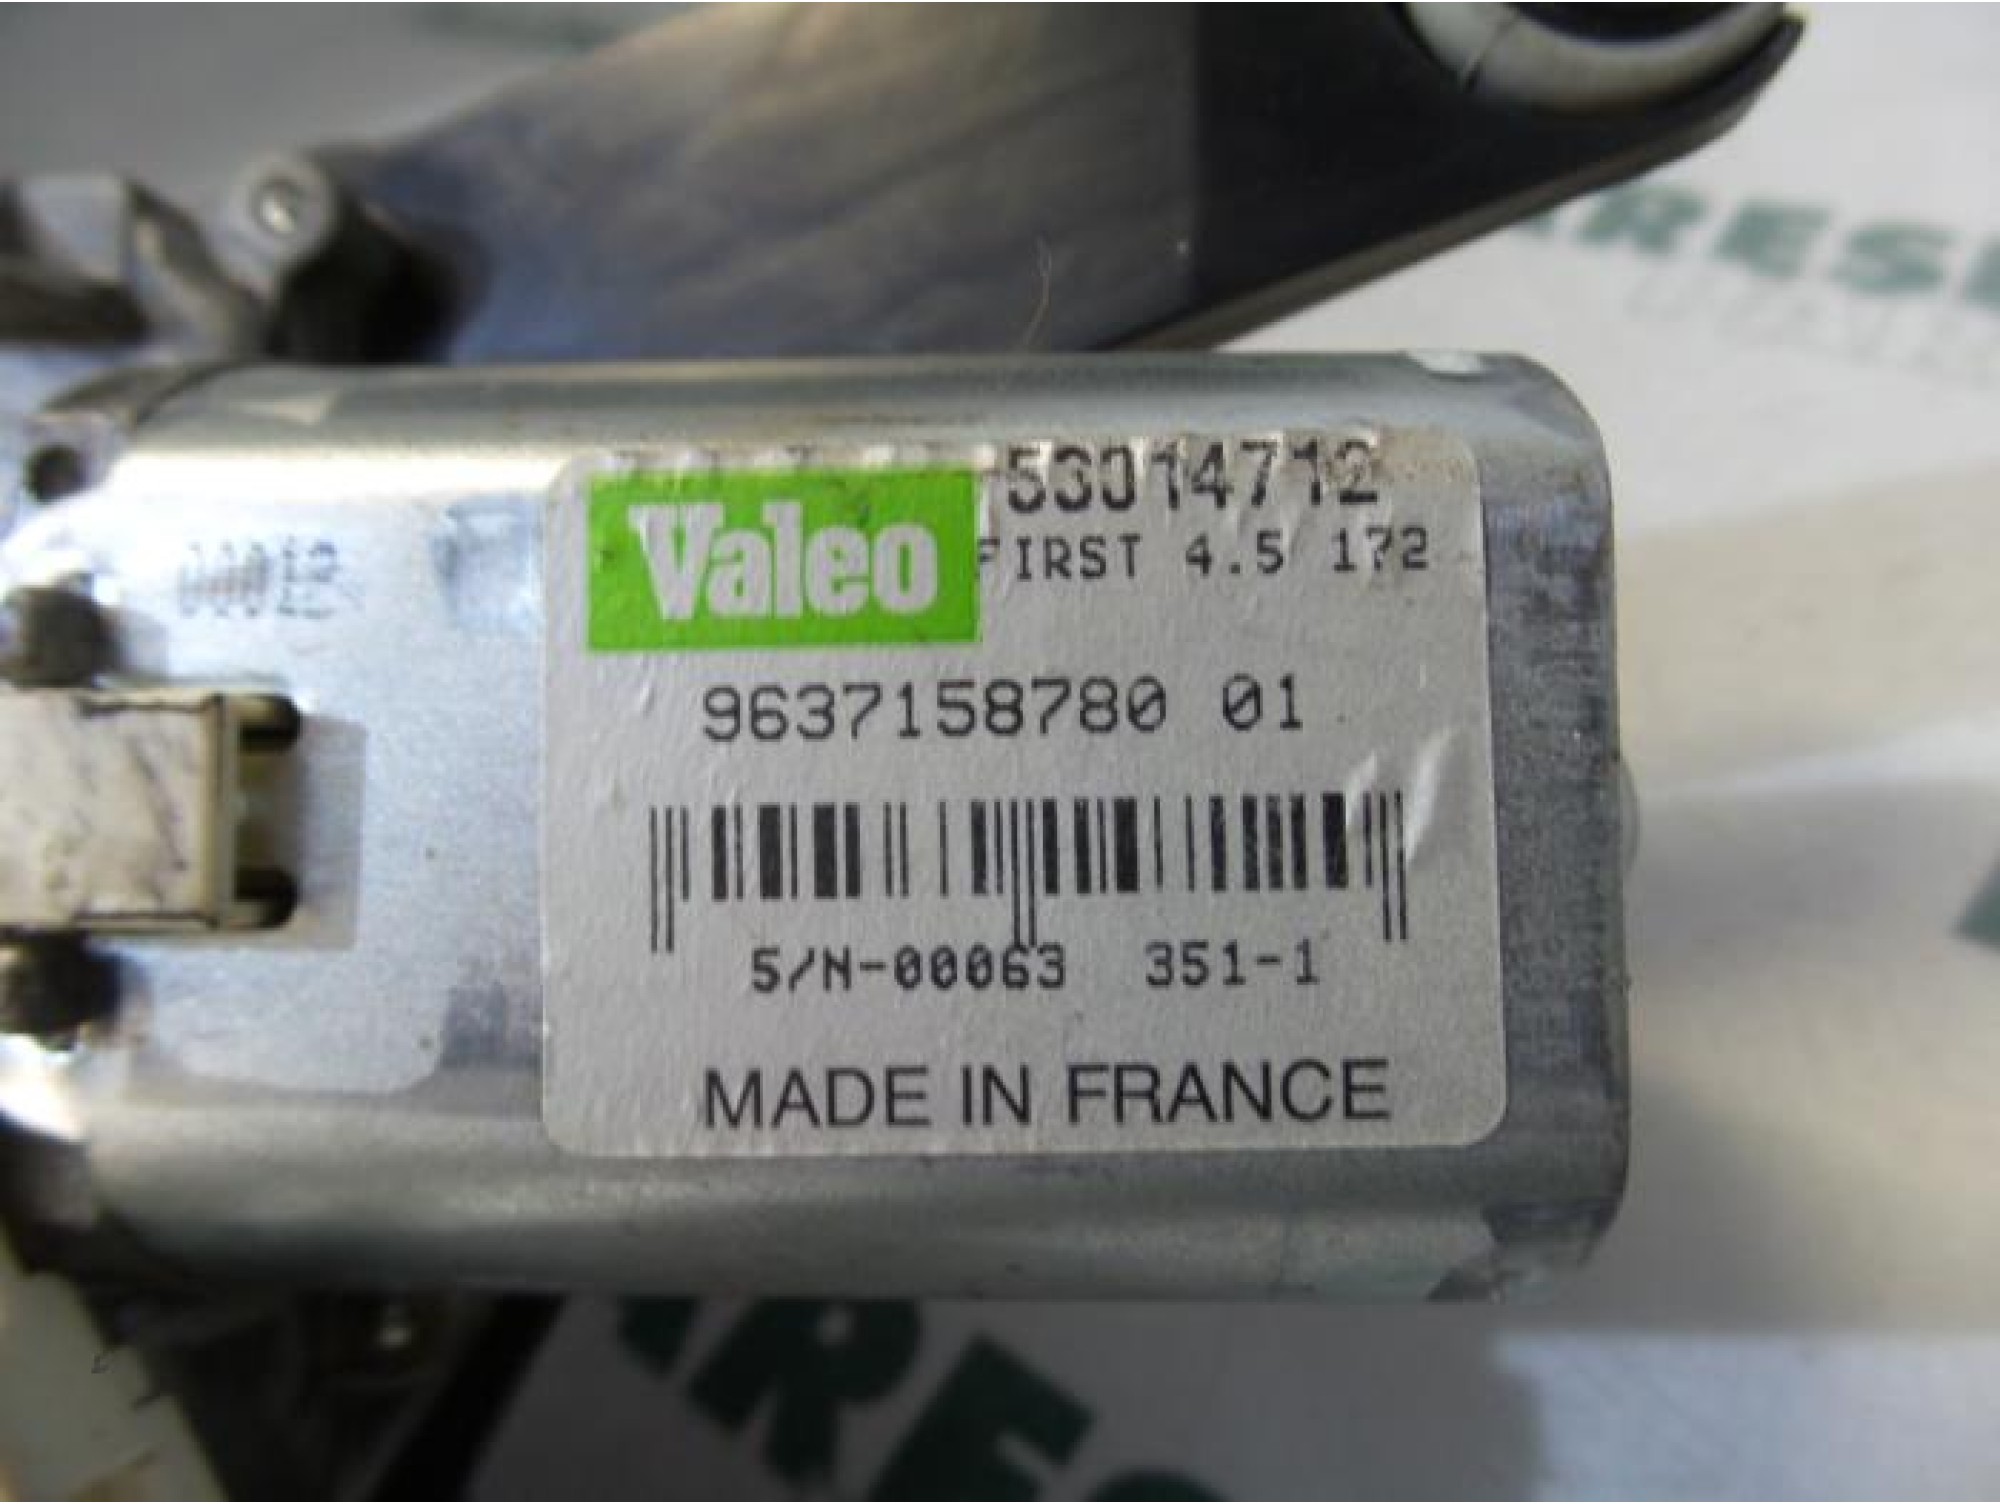 Valeo
53014712
FIRST 4.5 172
9637158780 01
S/N-00063 351-1
MADE IN FRANCE